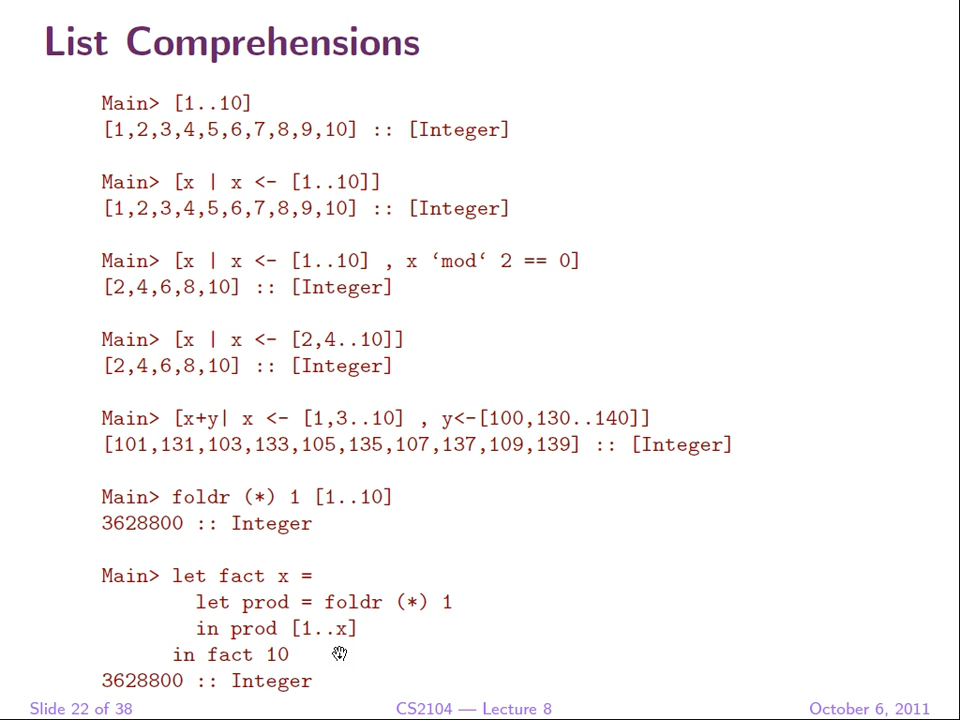 List Comprehensions
Main> [1..10]
[1,2,3,4,5,6,7,8,9,10] :: [Integer]
Main> [x | x <- [1..10]]
[1,2,3,4,5,6,7,8,9,10] :: [Integer]
Main> [x | x <- [1..10] , x ‘mod‘ 2 == 0]
[2,4,6,8,10] :: [Integer]
Main> [x | x <- [2,4..10]]
[2,4,6,8,10] :: [Integer]
Main> [x+y| x <- [1,3..10] , y<-[100,130..140]]
[101,131,103,133,105,135,107,137,109,139] :: [Integer]
Main> foldr (*) 1 [1..10]
3628800 :: Integer
Main> let fact x =
let prod = foldr (*) 1
in prod [1..x]
in fact 10
3628800 :: Integer
Slide 22 of 38 CS2104 — Lecture 8 October 6, 2011